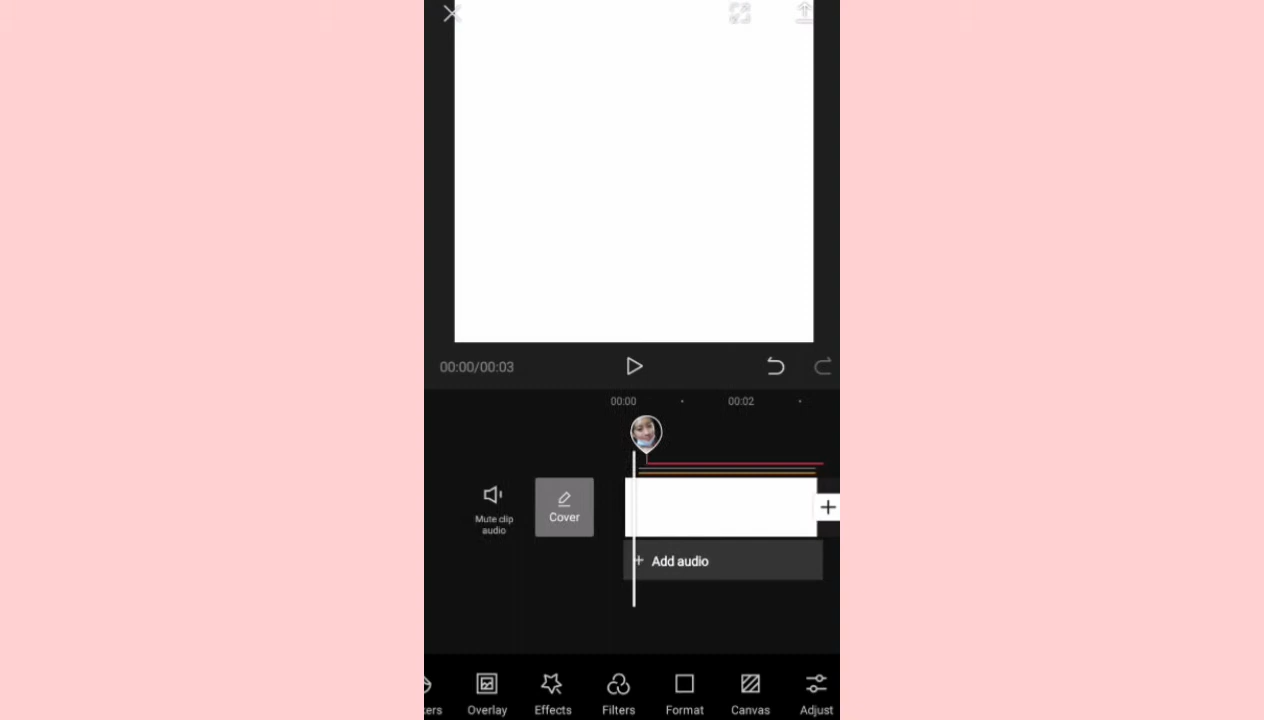 00:00/00:03
00:00
00:02
Mute clip
audio
Cover
+ Add audio
kers
Overlay
Effects
Filters
Format
Canvas
Adjust